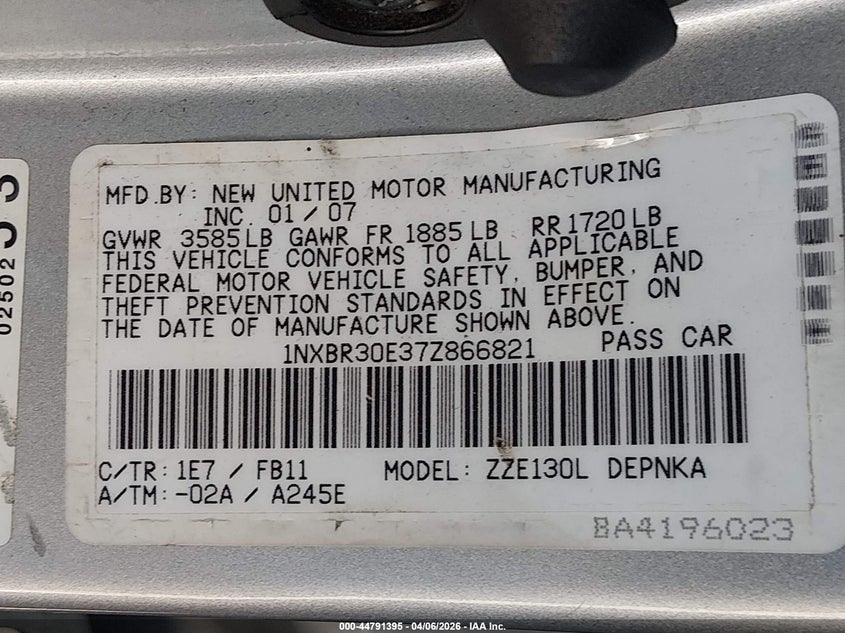 MFD.BY: NEW UNITED MOTOR MANUFACTURING
INC. 01 / 07
GVWR 3585LB GAWR FR 1885LB RR1720LB
THIS VEHICLE CONFORMS TO ALL APPLICABLE
FEDERAL MOTOR VEHICLE SAFETY, BUMPER, AND
THEFT PREVENTION STANDARDS IN EFFECT ON
THE DATE OF MANUFACTURE SHOWN ABOVE.
1NXBR30E37Z866821 PASS CAR
C/TR: 1E7 / FB11 MODEL: ZZE130L DEPNKA
A/TM: -02A / A245E
BA4196023
02502
000-44791395 - 04/06/2026 - IAA Inc.